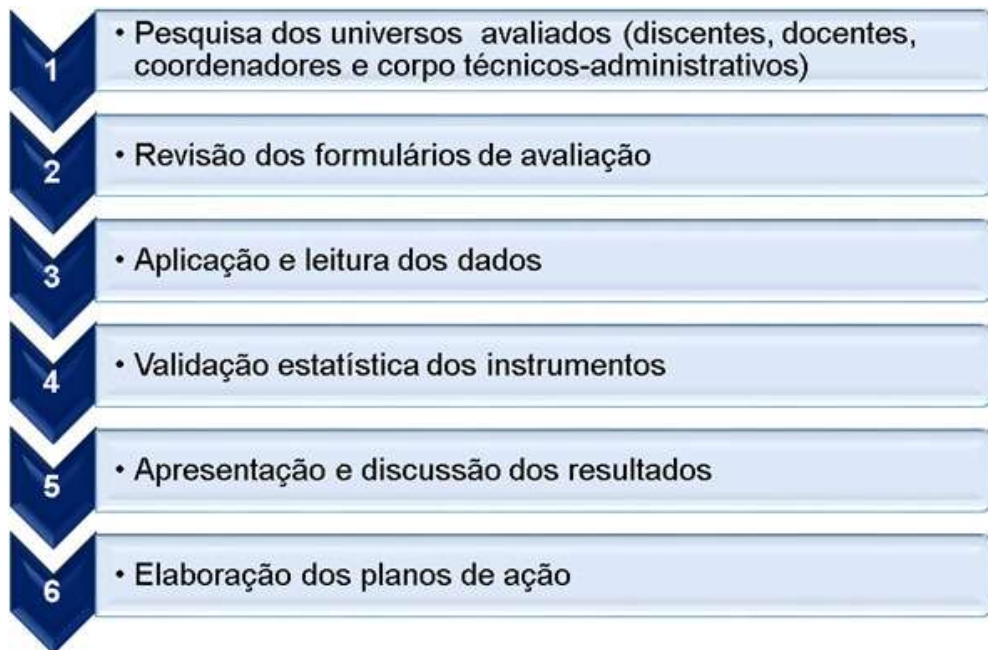 1
• Pesquisa dos universos avaliados (discentes, docentes,
coordenadores e corpo técnicos-administrativos)
2
• Revisão dos formulários de avaliação
3
• Aplicação e leitura dos dados
4
• Validação estatística dos instrumentos
5
• Apresentação e discussão dos resultados
6
• Elaboração dos planos de ação